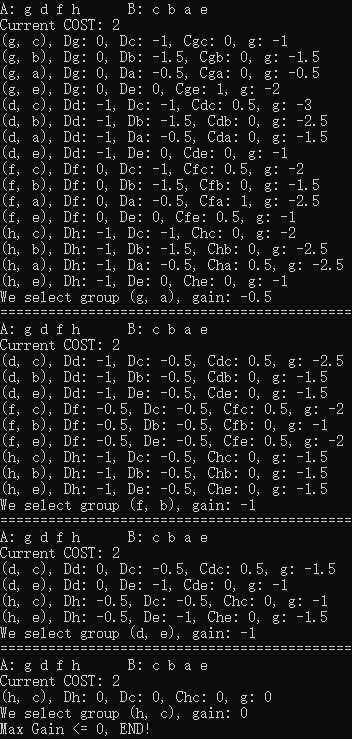 A: g d f h      B: c b a e
Current COST: 2
(g, c), Dg: 0, Dc: -1, Cgc: 0, g: -1
(g, b), Dg: 0, Db: -1.5, Cgb: 0, g: -1.5
(g, a), Dg: 0, Da: -0.5, Cga: 0, g: -0.5
(g, e), Dg: 0, De: 0, Cge: 1, g: -2
(d, c), Dd: -1, Dc: -1, Cdc: 0.5, g: -3
(d, b), Dd: -1, Db: -1.5, Cdb: 0, g: -2.5
(d, a), Dd: -1, Da: -0.5, Cda: 0, g: -1.5
(d, e), Dd: -1, De: 0, Cde: 0, g: -1
(f, c), Df: 0, Dc: -1, Cfc: 0.5, g: -2
(f, b), Df: 0, Db: -1.5, Cfb: 0, g: -1.5
(f, a), Df: 0, Da: -0.5, Cfa: 1, g: -2.5
(f, e), Df: 0, De: 0, Cfe: 0.5, g: -1
(h, c), Dh: -1, Dc: -1, Chc: 0, g: -2
(h, b), Dh: -1, Db: -1.5, Chb: 0, g: -2.5
(h, a), Dh: -1, Da: -0.5, Cha: 0.5, g: -2.5
(h, e), Dh: -1, De: 0, Che: 0, g: -1
We select group (g, a), gain: -0.5
============================================
A: g d f h      B: c b a e
Current COST: 2
(d, c), Dd: -1, Dc: -0.5, Cdc: 0.5, g: -2.5
(d, b), Dd: -1, Db: -0.5, Cdb: 0, g: -1.5
(d, e), Dd: -1, De: -0.5, Cde: 0, g: -1.5
(f, c), Df: -0.5, Dc: -0.5, Cfc: 0.5, g: -2
(f, b), Df: -0.5, Db: -0.5, Cfb: 0, g: -1
(f, e), Df: -0.5, De: -0.5, Cfe: 0.5, g: -2
(h, c), Dh: -1, Dc: -0.5, Chc: 0, g: -1.5
(h, b), Dh: -1, Db: -0.5, Chb: 0, g: -1.5
(h, e), Dh: -1, De: -0.5, Che: 0, g: -1.5
We select group (f, b), gain: -1
============================================
A: g d f h      B: c b a e
Current COST: 2
(d, c), Dd: 0, Dc: -0.5, Cdc: 0.5, g: -1.5
(d, e), Dd: 0, De: -1, Cde: 0, g: -1
(h, c), Dh: -0.5, Dc: -0.5, Chc: 0, g: -1
(h, e), Dh: -0.5, De: -1, Che: 0, g: -1.5
We select group (d, e), gain: -1
============================================
A: g d f h      B: c b a e
Current COST: 2
(h, c), Dh: 0, Dc: 0, Chc: 0, g: 0
We select group (h, c), gain: 0
Max Gain <= 0, END!